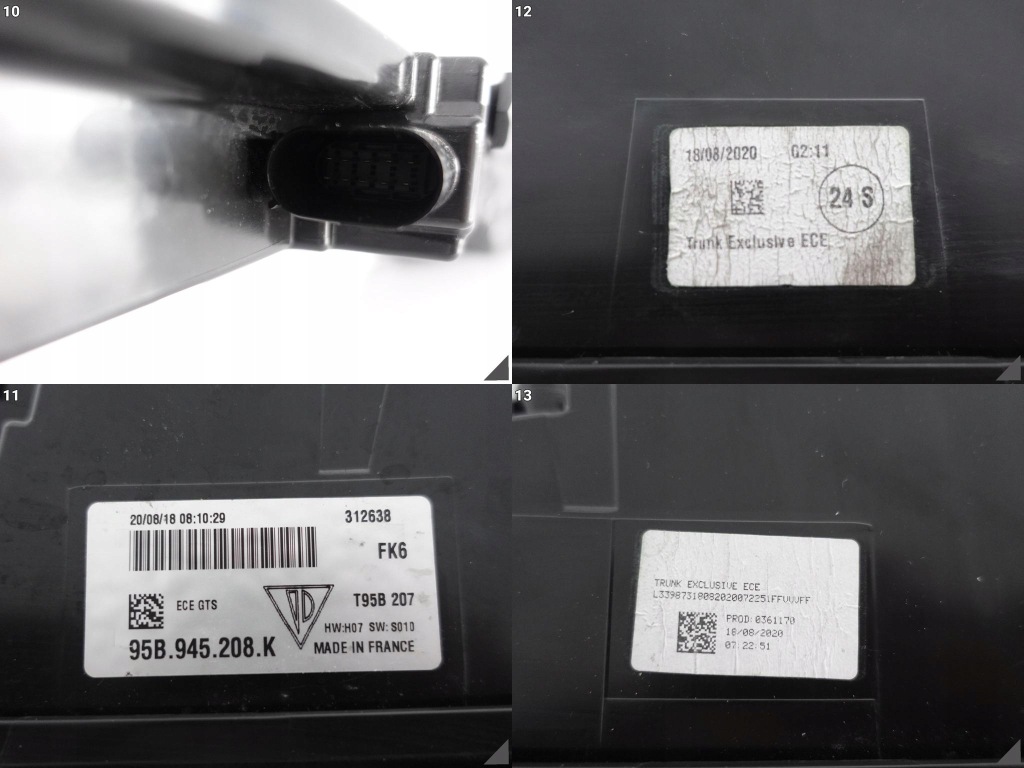 10
12
18/08/2020 02:11
24 S
Trunk Exclusive ECE
11
20/08/18 08:10:29 312638
FK6
ECE GTS T95B 207
HW:H07 SW:S010
95B.945.208.K MADE IN FRANCE
13
TRUNK EXCLUSIVE ECE
PROD:0361170
18/08/2020
07:22:51